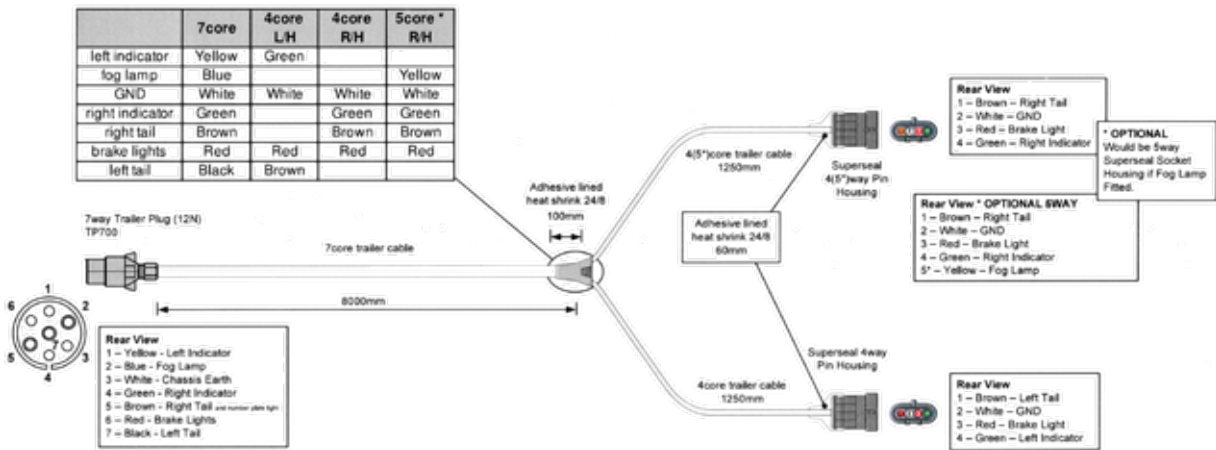 7core 4core L/H 4core R/H 5core * R/H
left indicator Yellow Green
fog lamp Blue Yellow
GND White White White White
right indicator Green Green Green
right tail Brown Brown Brown
brake lights Red Red Red Red
left tail Black Brown
7way Trailer Plug (12N)
TP700
7core trailer cable
8000mm
Adhesive lined
heat shrink 24/8
100mm
1
2
3
4
5
6
7
Rear View
1 – Yellow - Left Indicator
2 – Blue - Fog Lamp
3 – White - Chassis Earth
4 – Green - Right Indicator
5 – Brown - Right Tail and number plate light
6 – Red - Brake Lights
7 – Black - Left Tail
4(5*)core trailer cable
1250mm
Superseal
4(5*)way Pin
Housing
Adhesive lined
heat shrink 24/8
60mm
Rear View
1 – Brown – Right Tail
2 – White – GND
3 – Red – Brake Light
4 – Green – Right Indicator
* OPTIONAL
Would be 5way
Superseal Socket
Housing if Fog Lamp
Fitted.
Rear View * OPTIONAL 5WAY
1 – Brown – Right Tail
2 – White – GND
3 – Red – Brake Light
4 – Green – Right Indicator
5* – Yellow – Fog Lamp
Superseal 4way
Pin Housing
4core trailer cable
1250mm
Rear View
1 – Brown – Left Tail
2 – White – GND
3 – Red – Brake Light
4 – Green – Left Indicator